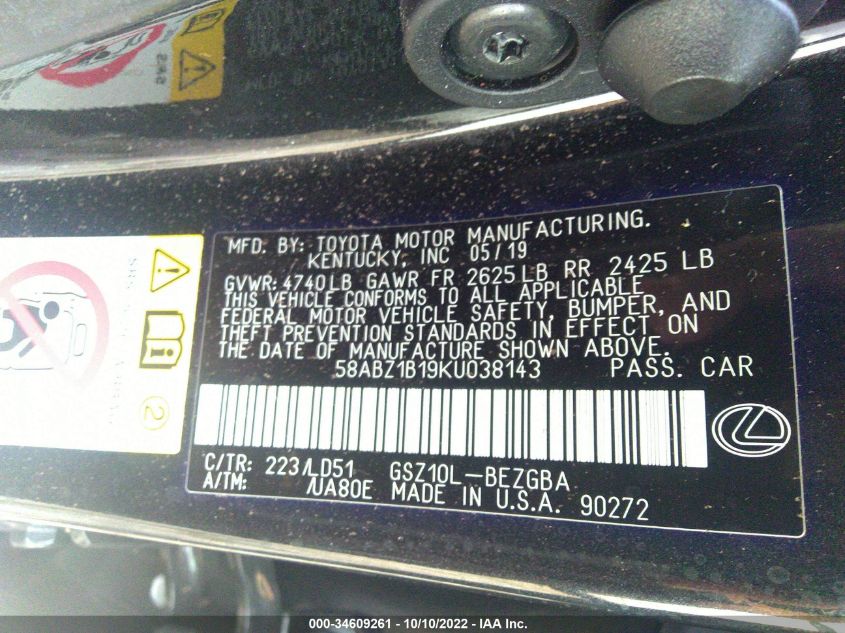 MFD. BY: TOYOTA MOTOR MANUFACTURING.
KENTUCKY, INC 05/19
GVWR: 4740LB GAWR FR 2625LB RR 2425 LB
THIS VEHICLE CONFORMS TO ALL APPLICABLE
FEDERAL MOTOR VEHICLE SAFETY, BUMPER, AND
THEFT PREVENTION STANDARDS IN EFFECT ON
THE DATE OF MANUFACTURE SHOWN ABOVE.
58ABZ1B19KU038143 PASS. CAR
C/TR: 223/LD51 GSZ10L-BEZGBA
A/TM: /UA80E MADE IN U.S.A. 90272
2
000-34609261 - 10/10/2022 - IAA Inc.